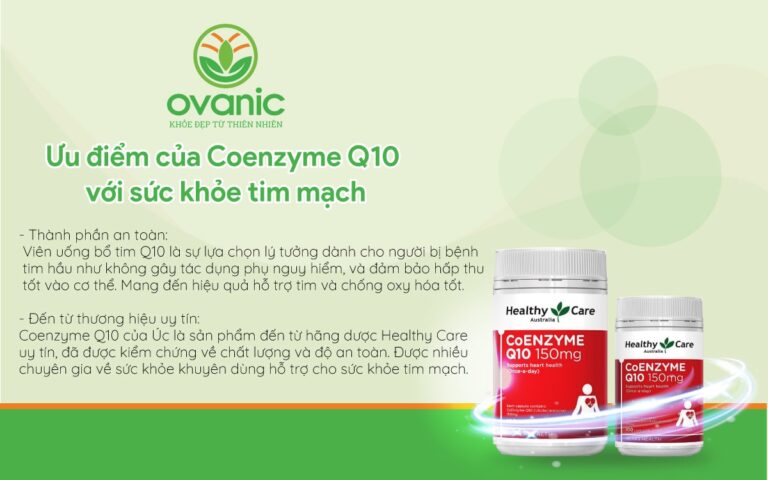 ovanic
KHỎE ĐẸP TỪ THIÊN NHIÊN
Ưu điểm của Coenzyme Q10
với sức khỏe tim mạch
- Thành phần an toàn:
Viên uống bổ tim Q10 là sự lựa chọn lý tưởng dành cho người bị bệnh
tim hầu như không gây tác dụng phụ nguy hiểm, và đảm bảo hấp thu
tốt vào cơ thể. Mang đến hiệu quả hỗ trợ tim và chống oxy hóa tốt.
- Đến từ thương hiệu uy tín:
Coenzyme Q10 của Úc là sản phẩm đến từ hãng dược Healthy Care
uy tín, đã được kiểm chứng về chất lượng và độ an toàn. Được nhiều
chuyên gia về sức khỏe khuyên dùng hỗ trợ cho sức khỏe tim mạch.
Healthy Care
Australia
CoENZYME
Q10 150mg
Supports heart health
(Once-a-day)
Healthy Care
Australia
CoENZYME
Q10 150mg
Supports heart health
(Once-a-day)